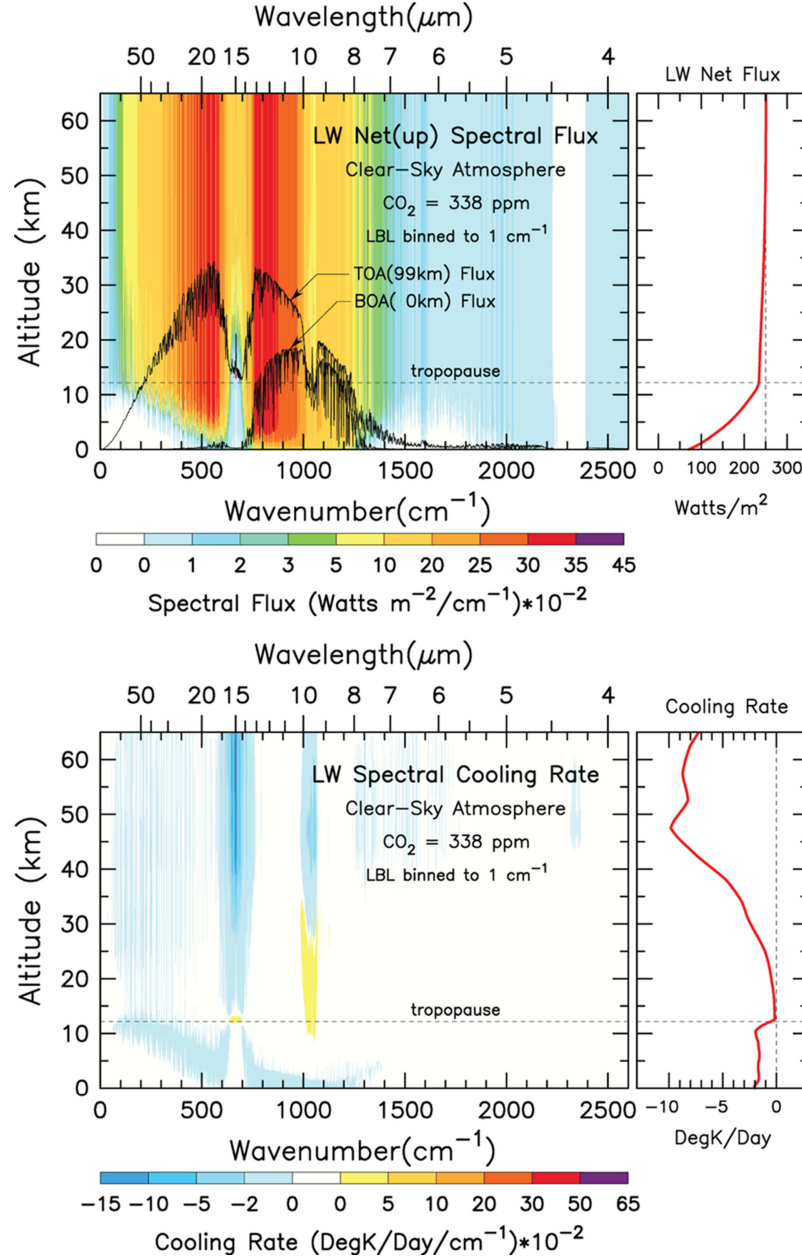 Wavelength(μm)
50 20 15 10 8 7 6 5 4
LW Net Flux
60
50
40
30
20
10
0
Altitude (km)
LW Net(up) Spectral Flux
Clear-Sky Atmosphere
CO2 = 338 ppm
LBL binned to 1 cm−1
TOA(99km) Flux
BOA( 0km) Flux
tropopause
0 500 1000 1500 2000 2500
Wavenumber(cm−1)
0 100 200 300
Watts/m2
0 0 1 2 3 5 10 20 25 30 35 45
Spectral Flux (Watts m−2/cm−1)*10−2
Wavelength(μm)
50 20 15 10 8 7 6 5 4
Cooling Rate
60
50
40
30
20
10
0
Altitude (km)
LW Spectral Cooling Rate
Clear-Sky Atmosphere
CO2 = 338 ppm
LBL binned to 1 cm−1
tropopause
0 500 1000 1500 2000 2500
Wavenumber(cm−1)
−10 −5 0
DegK/Day
−15 −10 −5 −2 0 0 5 10 20 30 50 65
Cooling Rate (DegK/Day/cm−1)*10−2